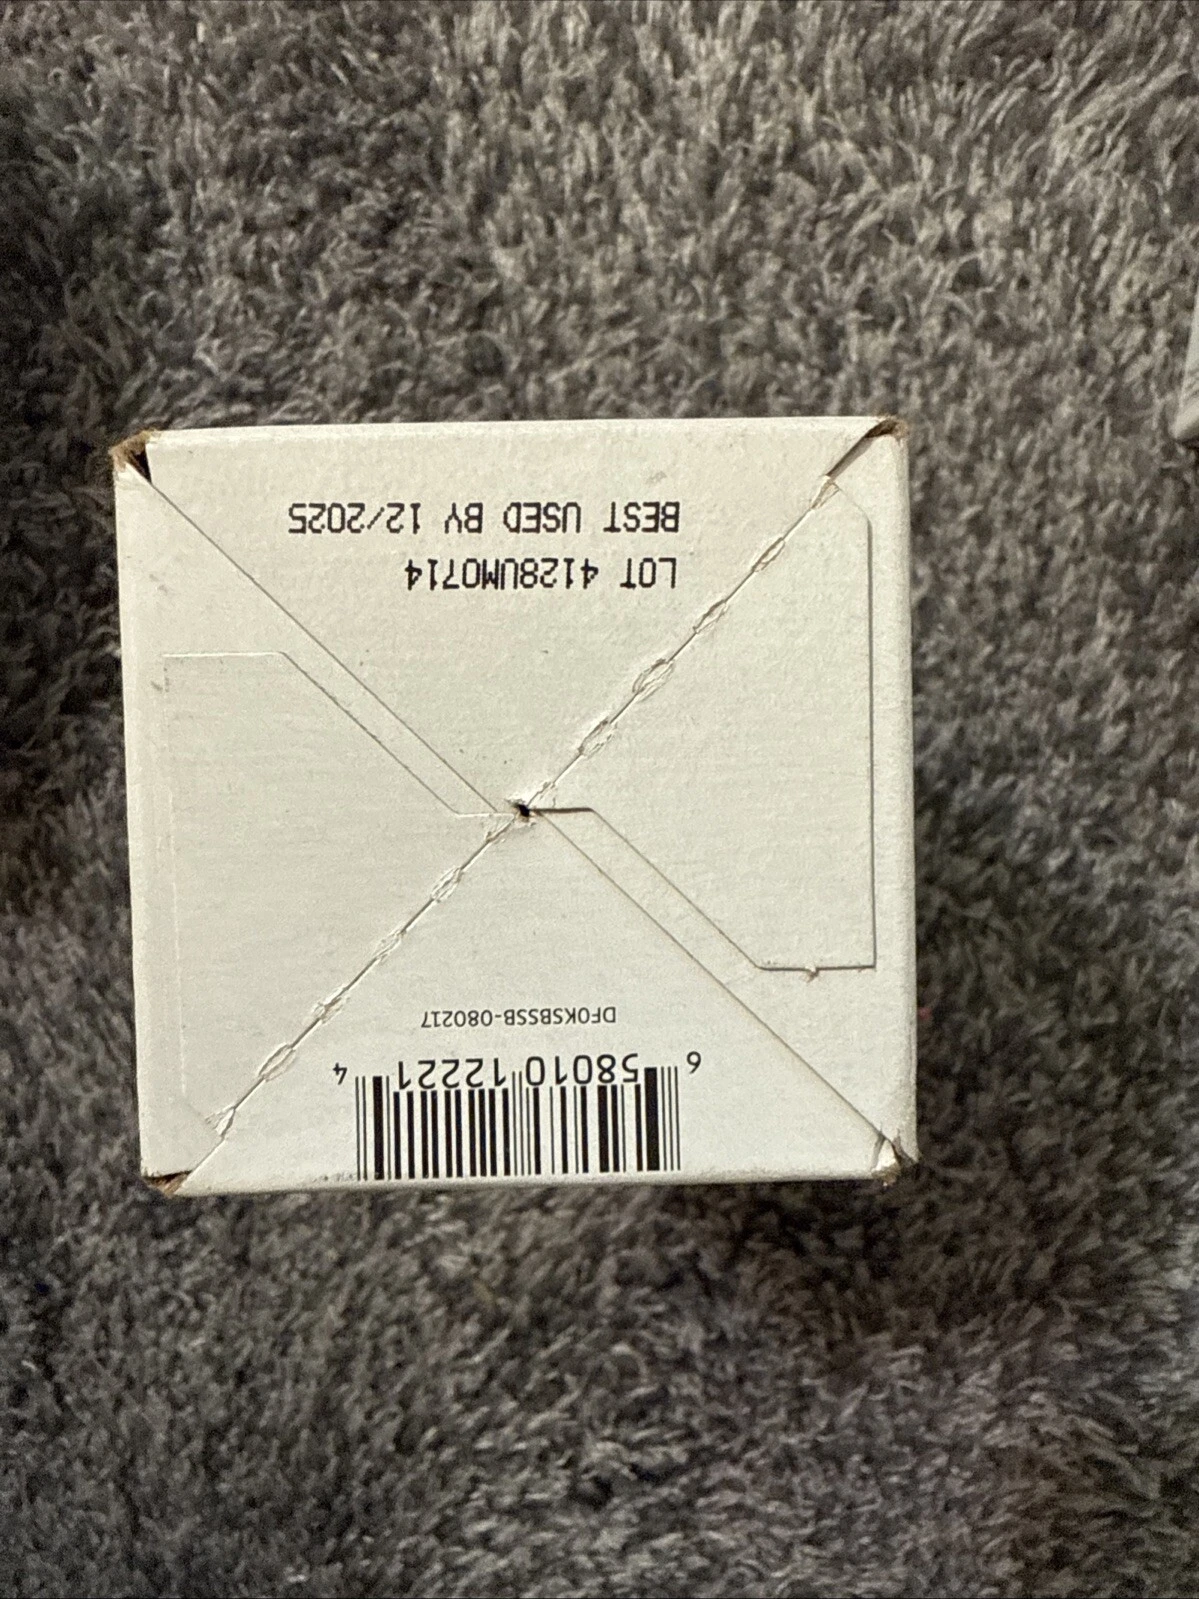 6 58010 12221 4
DFOKSBSSB-080217
LOT 4128UM0714
BEST USED BY 12/2025